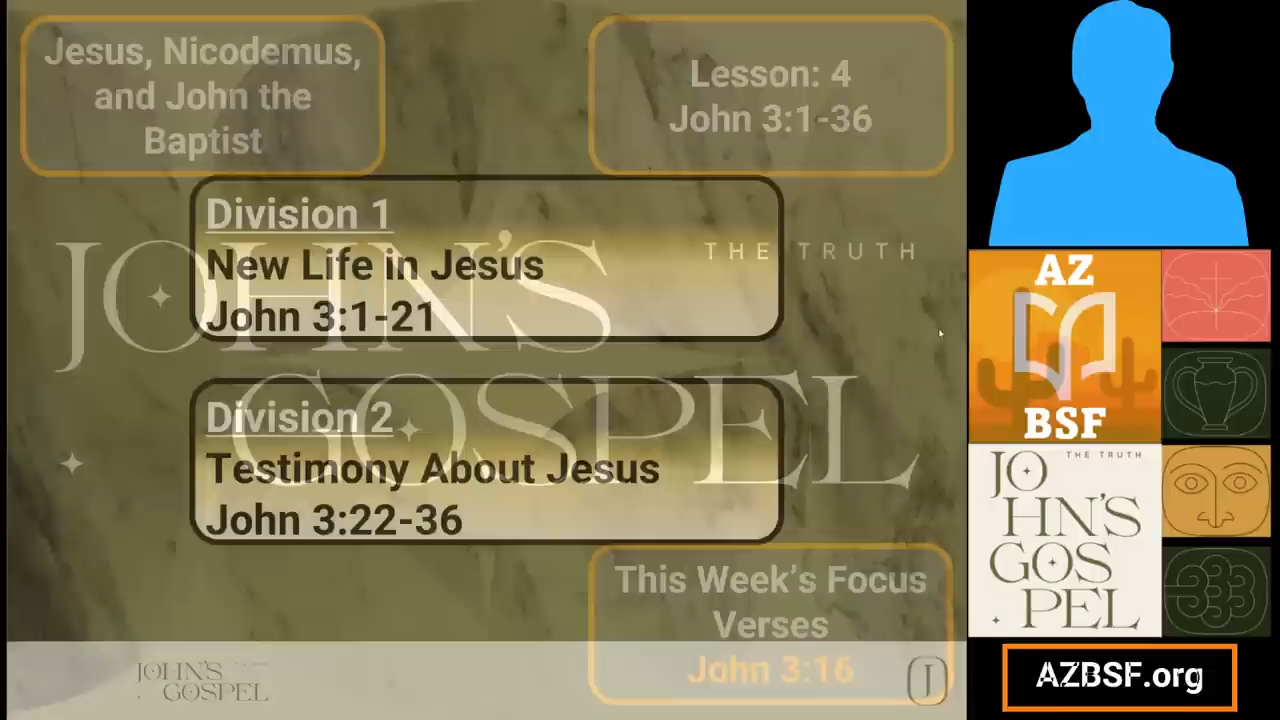 Jesus, Nicodemus,
and John the
Baptist
Lesson: 4
John 3:1-36
Division 1
New Life in Jesus
John 3:1-21
JOHN'S
THE TRUTH
GOSPEL
Division 2
Testimony About Jesus
John 3:22-36
This Week's Focus
Verses
John 3:16
JOHN'S
GOSPEL
J
AZ
BSF
THE TRUTH
JO
HN'S
GOS
PEL
AZBSF.org